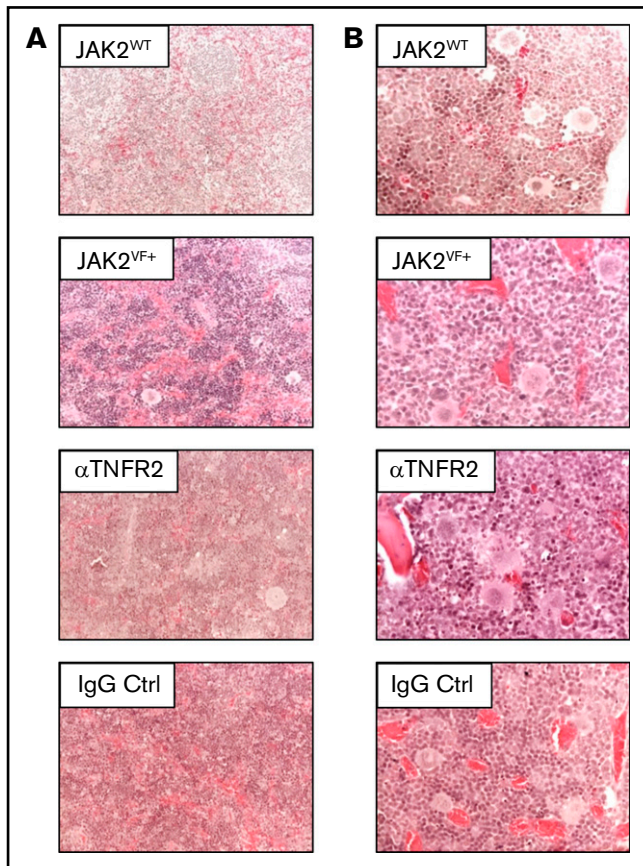 A
JAK2ᵂᵀ
JAK2ⱽᶠ⁺
αTNFR2
IgG Ctrl
B
JAK2ᵂᵀ
JAK2ⱽᶠ⁺
αTNFR2
IgG Ctrl